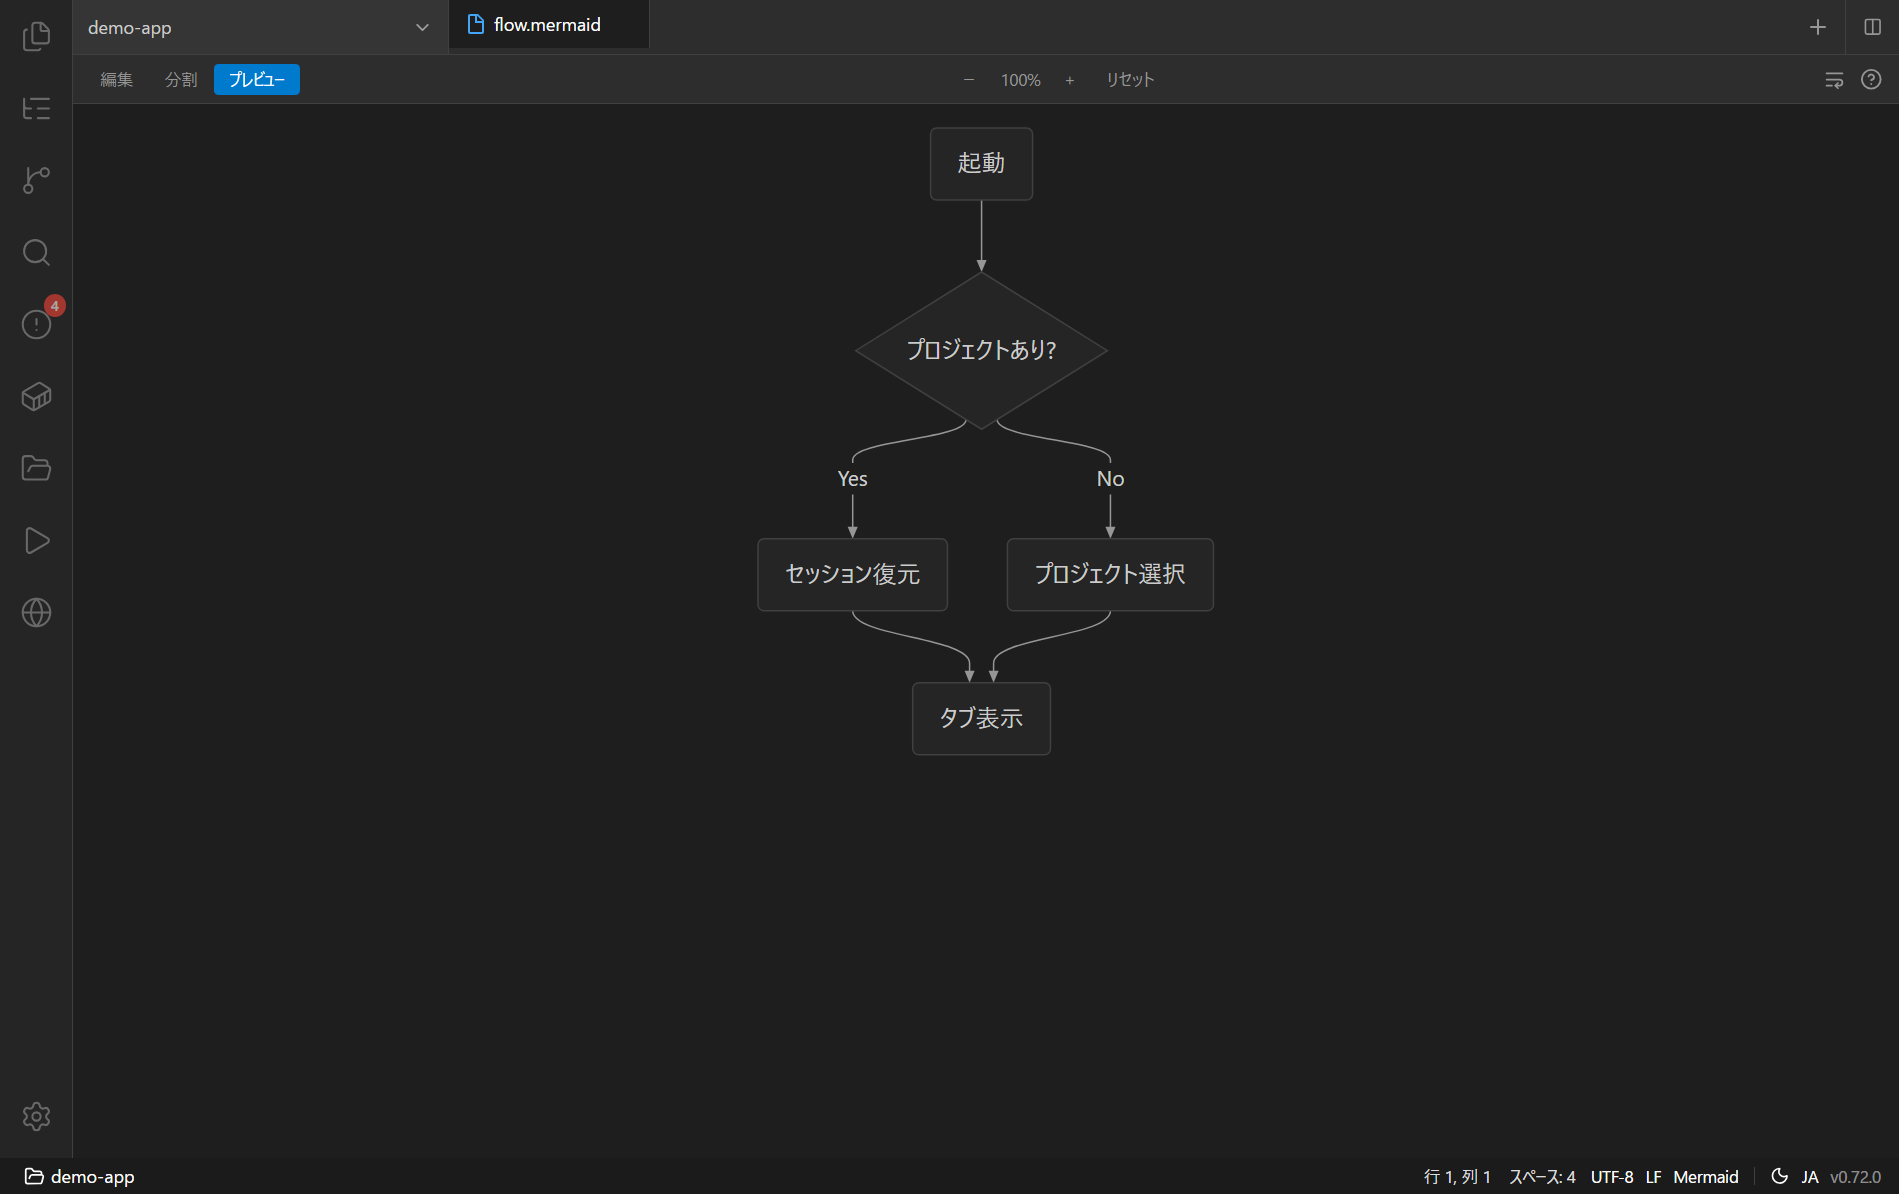 demo-app
flow.mermaid
編集 分割 プレビュー
− 100% + リセット
起動
プロジェクトあり?
Yes
No
4
セッション復元
プロジェクト選択
タブ表示
demo-app
行 1, 列 1 スペース: 4 UTF-8 LF Mermaid JA v0.72.0